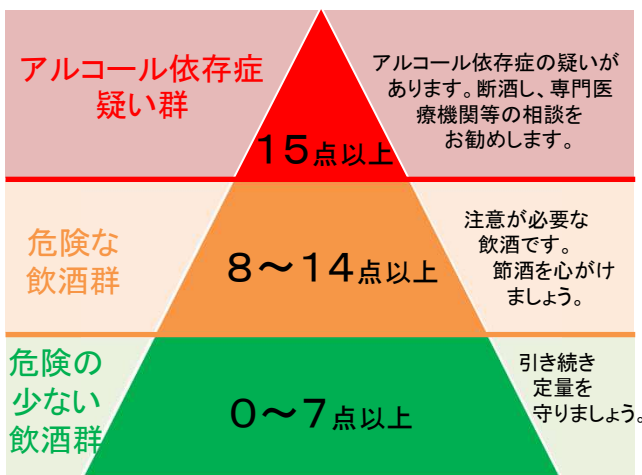 アルコール依存症
疑い群
15点以上
アルコール依存症の疑いが
あります。断酒し、専門医
療機関等の相談を
お勧めします。
危険な
飲酒群
8～14点以上
注意が必要な
飲酒です。
節酒を心がけ
ましょう。
危険の
少ない
飲酒群
0～7点以上
引き続き
定量を
守りましょう。